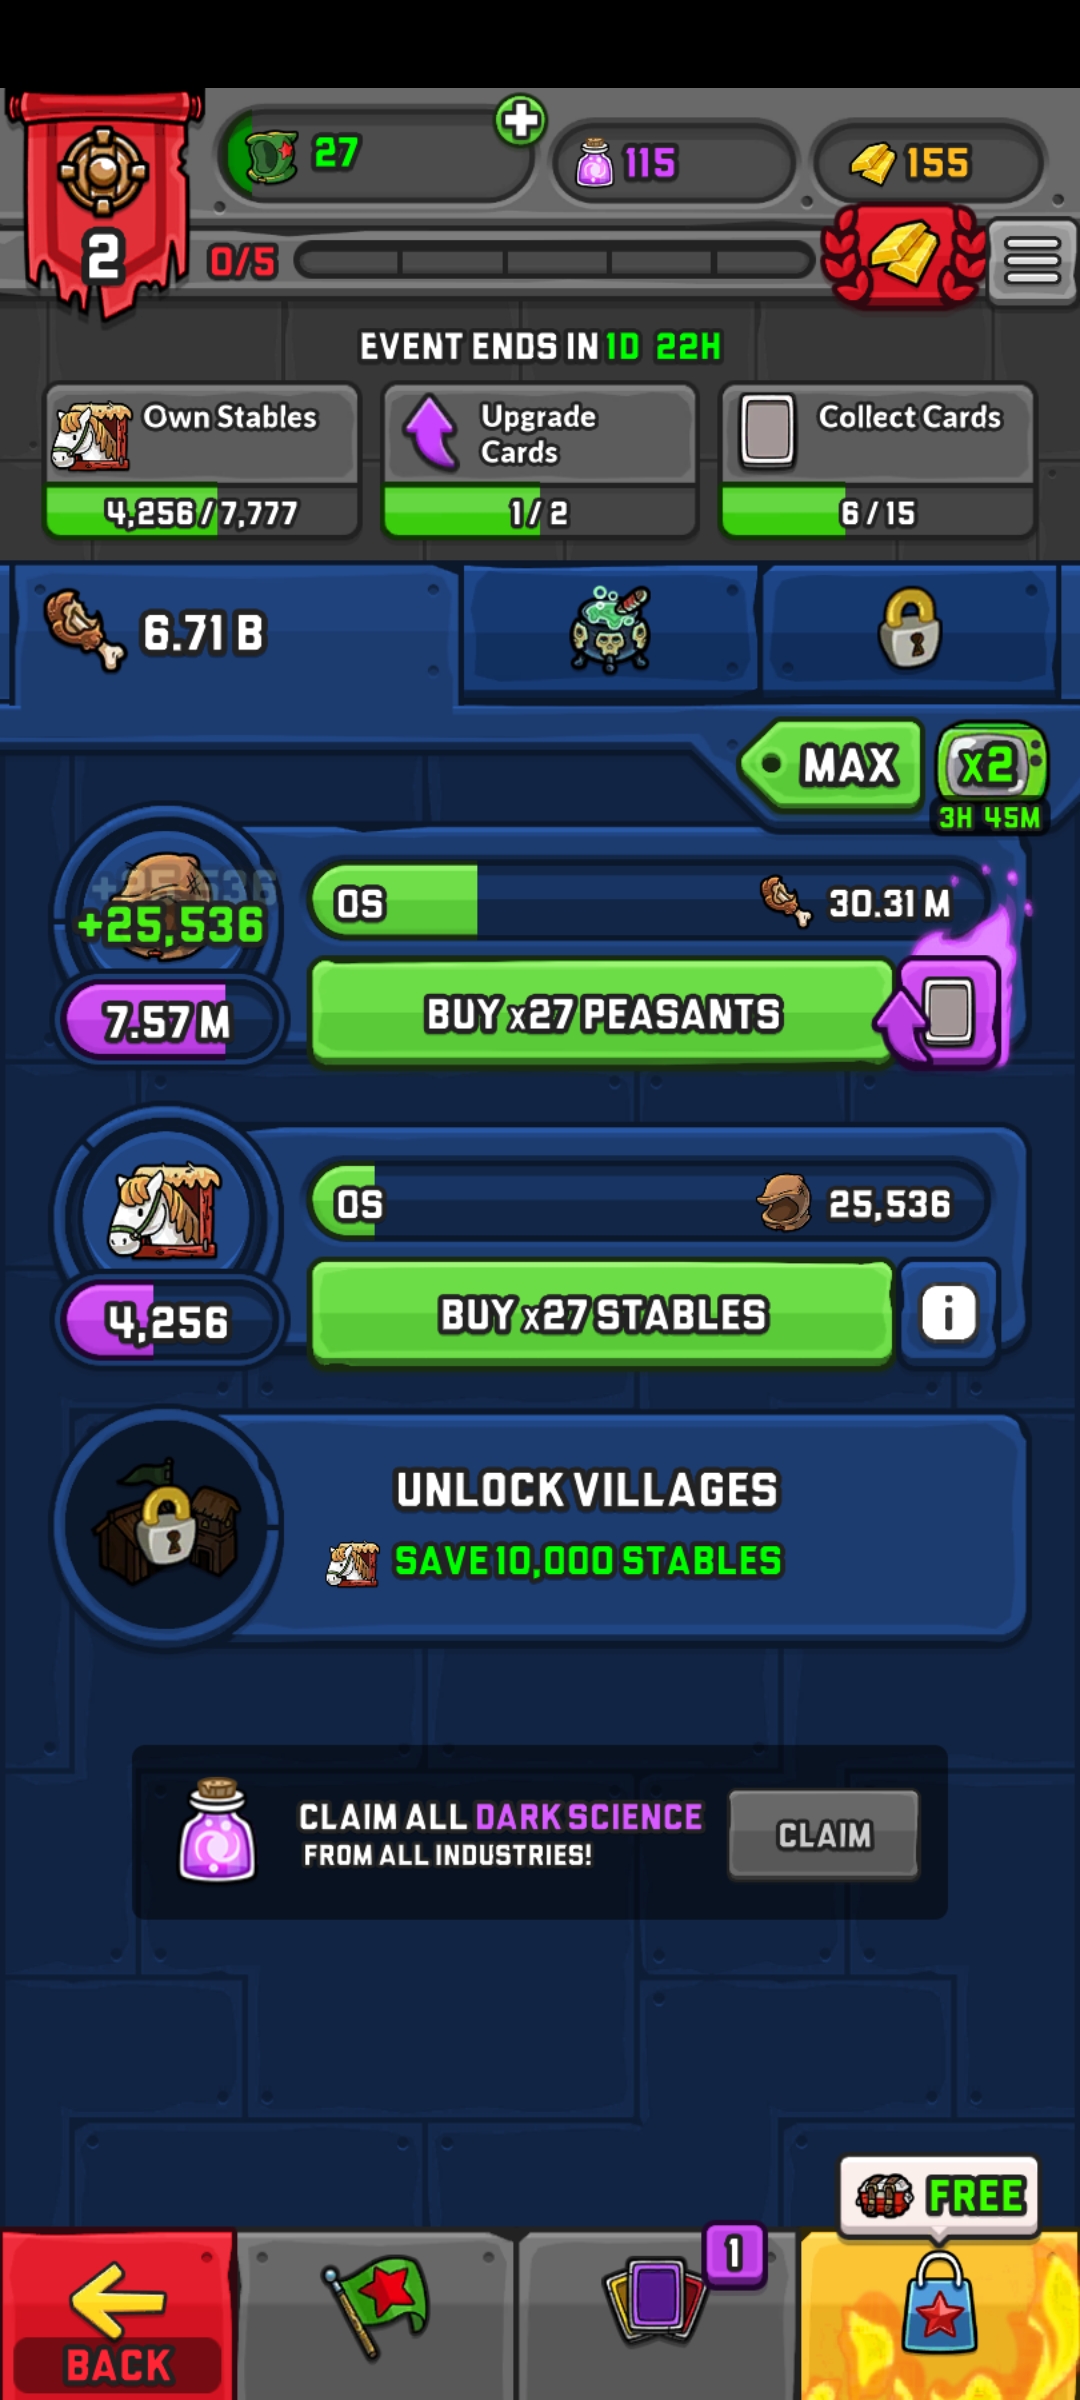 27
115
155
2
0/5
EVENT ENDS IN 1D 22H
Own Stables
4,256/7,777
Upgrade
Cards
1/2
Collect Cards
6/15
6.71 B
MAX
x2
3H 45M
+25,536
+25,536
7.57 M
0S
30.31 M
BUY x27 PEASANTS
4,256
0S
25,536
BUY x27 STABLES
i
UNLOCK VILLAGES
SAVE 10,000 STABLES
CLAIM ALL DARK SCIENCE
FROM ALL INDUSTRIES!
CLAIM
FREE
1
BACK